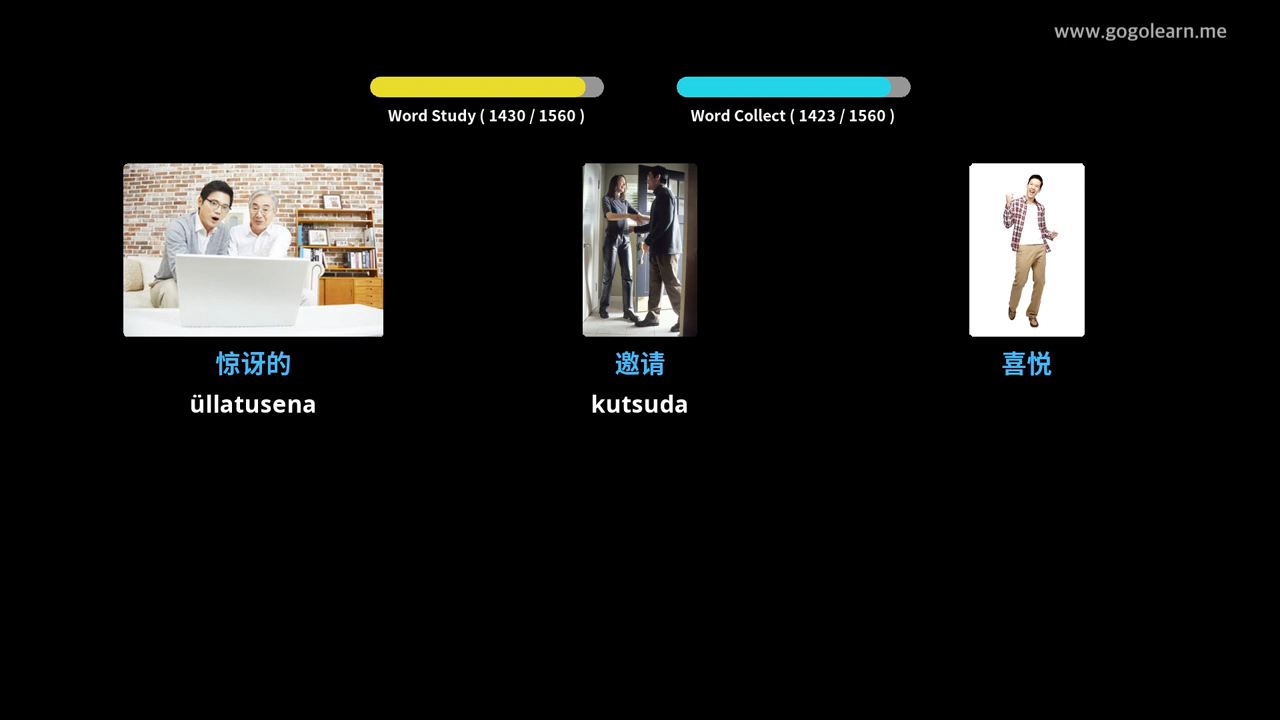 www.gogolearn.me
Word Study ( 1430 / 1560 )
Word Collect ( 1423 / 1560 )
惊讶的
邀请
喜悦
üllatusena
kutsuda